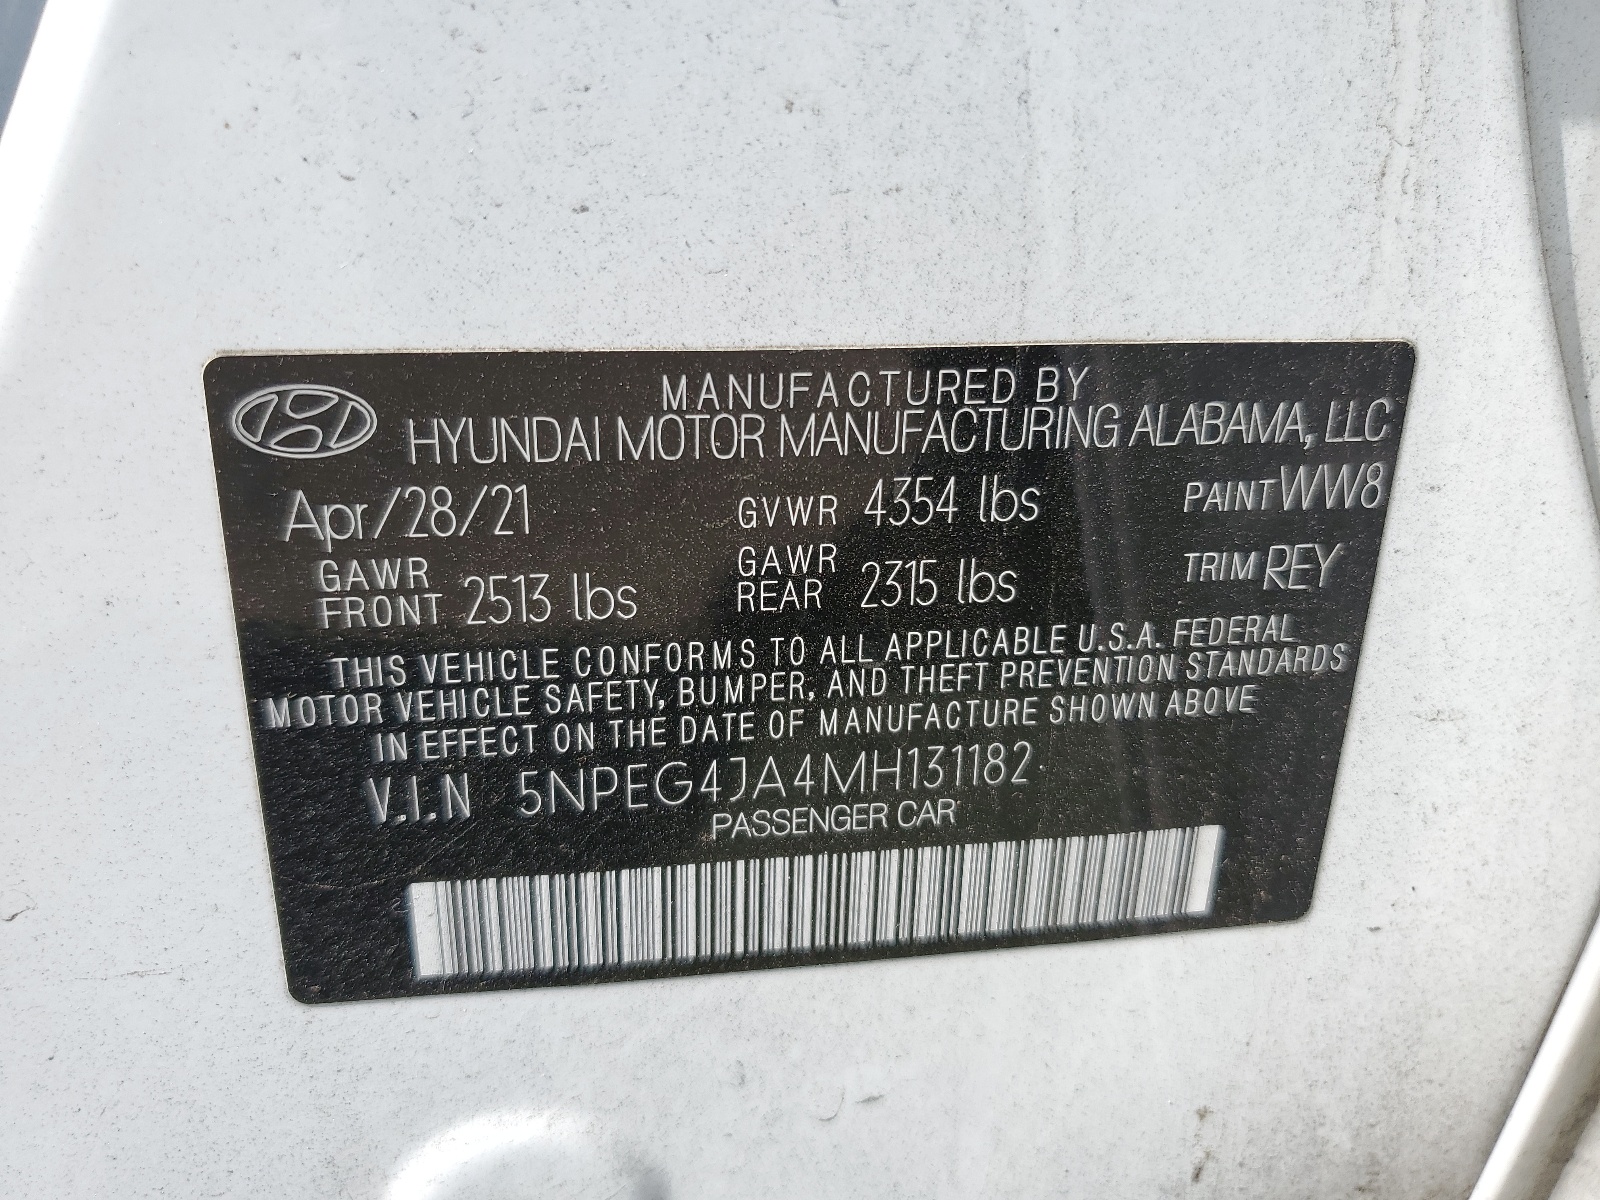 MANUFACTURED BY
HYUNDAI MOTOR MANUFACTURING ALABAMA, LLC
Apr/28/21 GVWR 4354 lbs PAINT WW8
GAWR FRONT 2513 lbs GAWR REAR 2315 lbs TRIM REY
THIS VEHICLE CONFORMS TO ALL APPLICABLE U.S.A. FEDERAL
MOTOR VEHICLE SAFETY, BUMPER, AND THEFT PREVENTION STANDARDS
IN EFFECT ON THE DATE OF MANUFACTURE SHOWN ABOVE
V.I.N 5NPEG4JA4MH131182
PASSENGER CAR